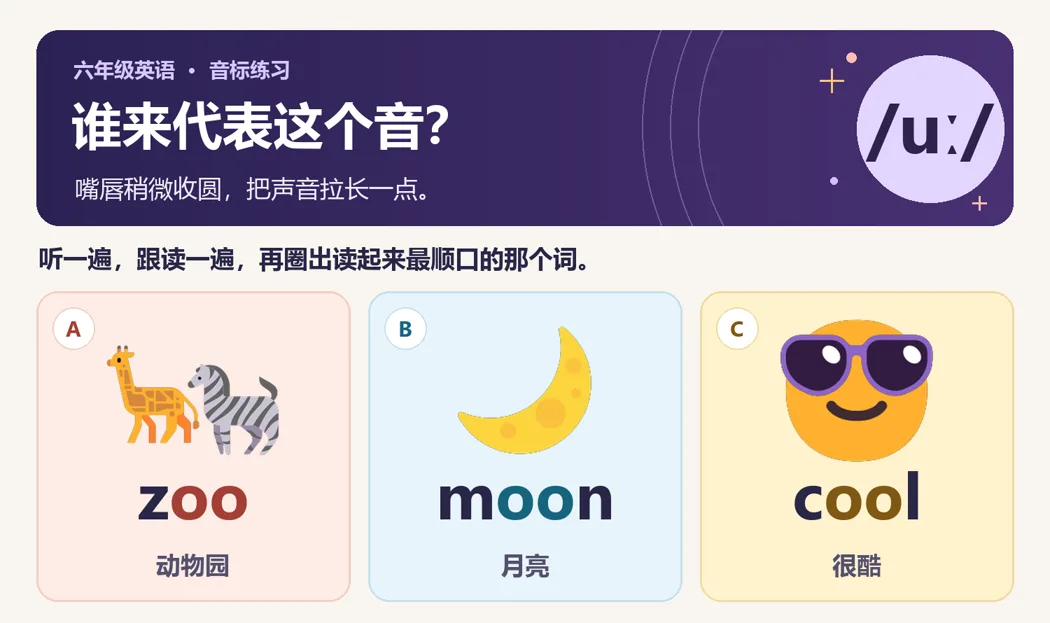 六年级英语 • 音标练习
谁来代表这个音？
/uː/
嘴唇稍微收圆，把声音拉长一点。
听一遍，跟读一遍，再圈出读起来最顺口的那个词。
A
zoo
动物园
B
moon
月亮
C
cool
很酷